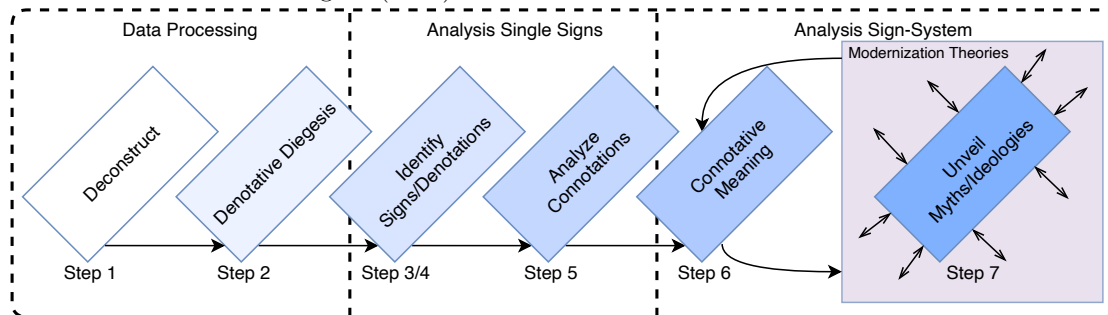 Data Processing
Analysis Single Signs
Analysis Sign-System
Modernization Theories
Deconstruct
Denotative Diegesis
Identify
Signs/Denotations
Analyze
Connotations
Connotative
Meaning
Unveil
Myths/Ideologies
Step 1
Step 2
Step 3/4
Step 5
Step 6
Step 7